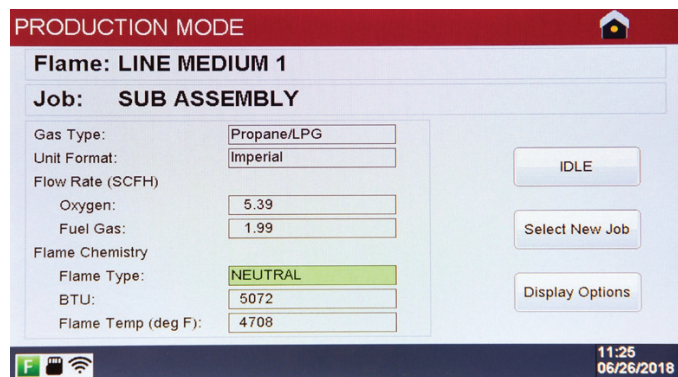 PRODUCTION MODE
Flame: LINE MEDIUM 1
Job: SUB ASSEMBLY
Gas Type: Propane/LPG
Unit Format: Imperial
Flow Rate (SCFH)
Oxygen: 5.39
Fuel Gas: 1.99
Flame Chemistry
Flame Type: NEUTRAL
BTU: 5072
Flame Temp (deg F): 4708
IDLE
Select New Job
Display Options
F
11:25
06/26/2018